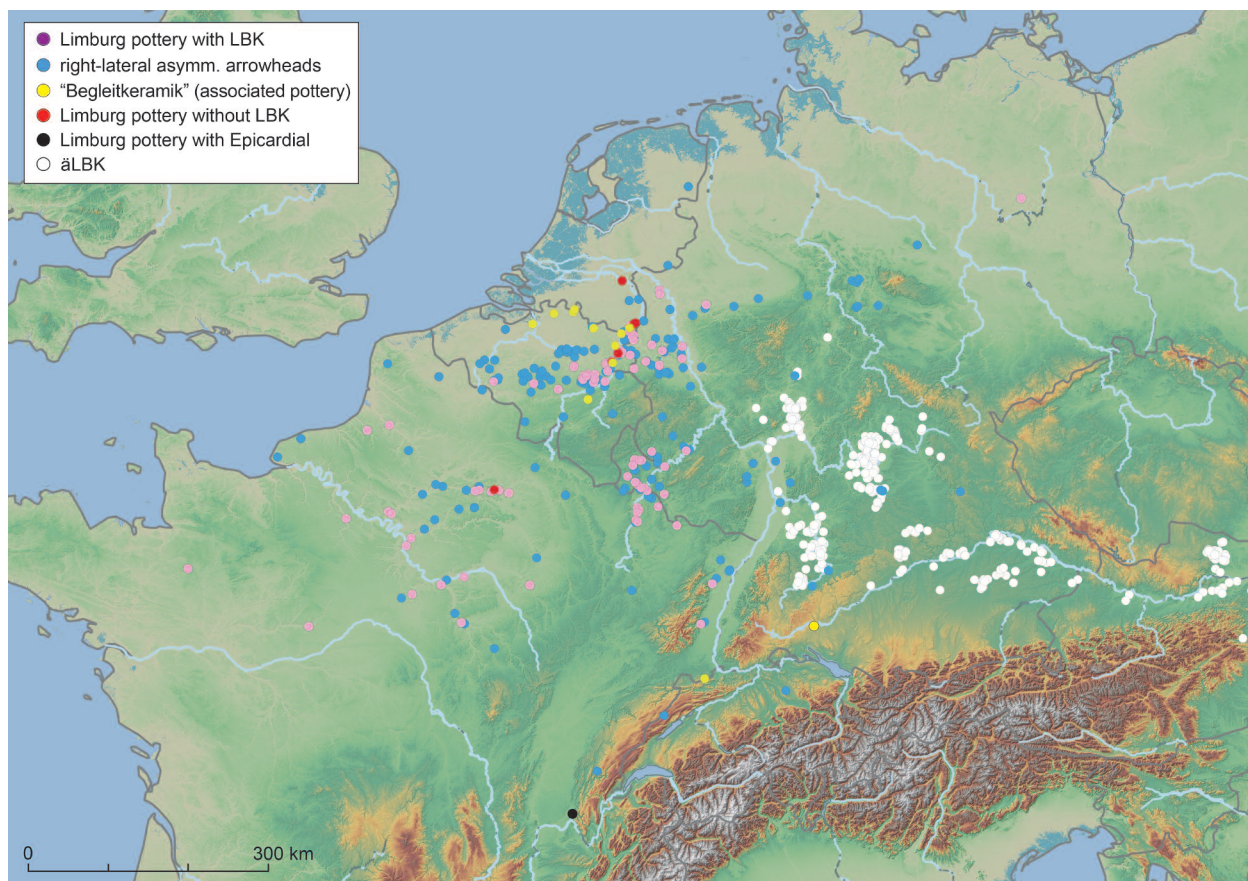 Limburg pottery with LBK
right-lateral asymm. arrowheads
“Begleitkeramik” (associated pottery)
Limburg pottery without LBK
Limburg pottery with Epicardial
äLBK
0
300 km